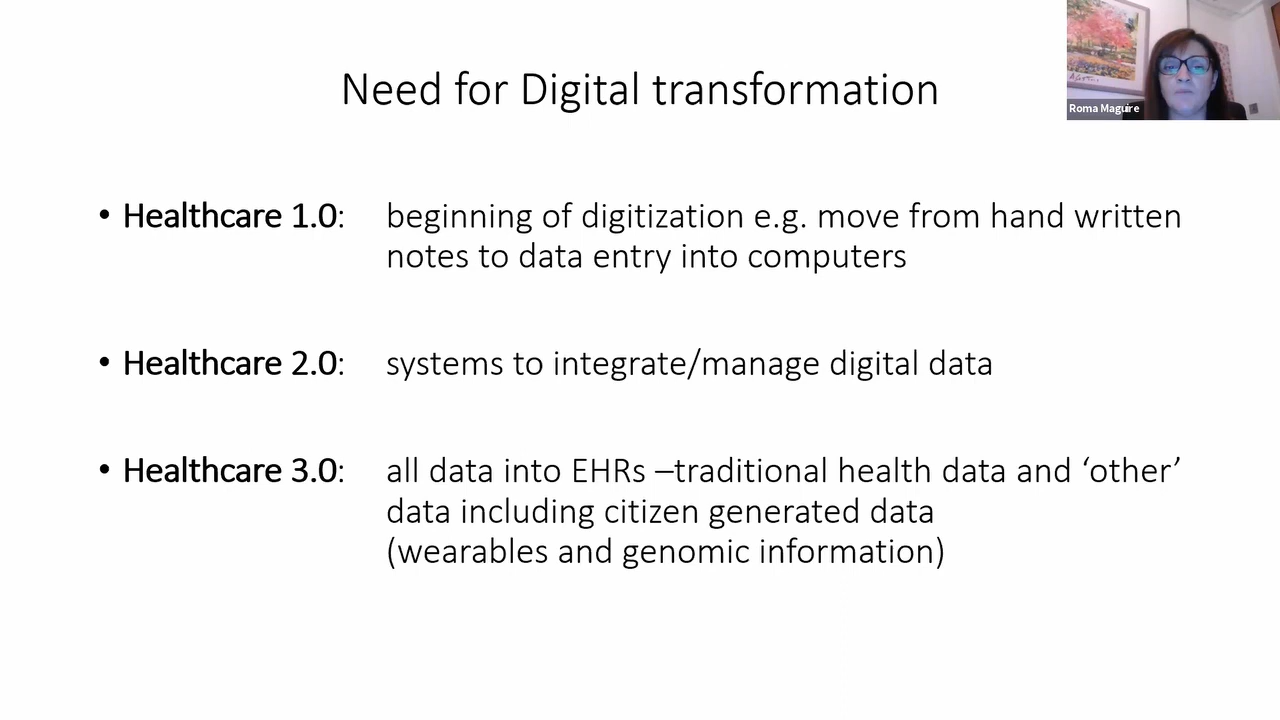 Need for Digital transformation
Roma Maguire
• Healthcare 1.0: beginning of digitization e.g. move from hand written
notes to data entry into computers
• Healthcare 2.0: systems to integrate/manage digital data
• Healthcare 3.0: all data into EHRs –traditional health data and ‘other’
data including citizen generated data
(wearables and genomic information)